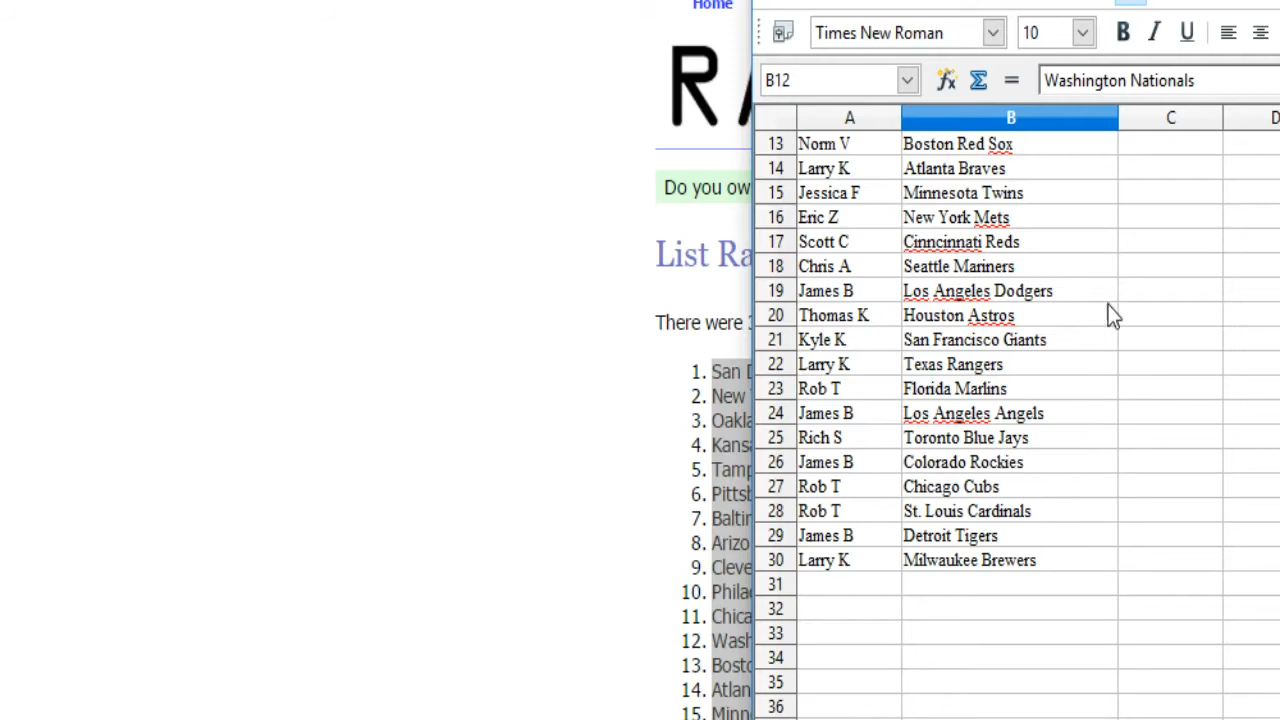 Home
Do you ow
List Ra
There were
1. San D
2. New
3. Oakla
4. Kansa
5. Tamp
6. Pittsb
7. Baltin
8. Arizo
9. Cleve
10. Philad
11. Chica
12. Wash
13. Bosto
14. Atlan
15. Minne
Times New Roman 10 B I U
B12 fx Σ = Washington Nationals
A B C D
13 Norm V Boston Red Sox
14 Larry K Atlanta Braves
15 Jessica F Minnesota Twins
16 Eric Z New York Mets
17 Scott C Cinncinnati Reds
18 Chris A Seattle Mariners
19 James B Los Angeles Dodgers
20 Thomas K Houston Astros
21 Kyle K San Francisco Giants
22 Larry K Texas Rangers
23 Rob T Florida Marlins
24 James B Los Angeles Angels
25 Rich S Toronto Blue Jays
26 James B Colorado Rockies
27 Rob T Chicago Cubs
28 Rob T St. Louis Cardinals
29 James B Detroit Tigers
30 Larry K Milwaukee Brewers
31
32
33
34
35
36